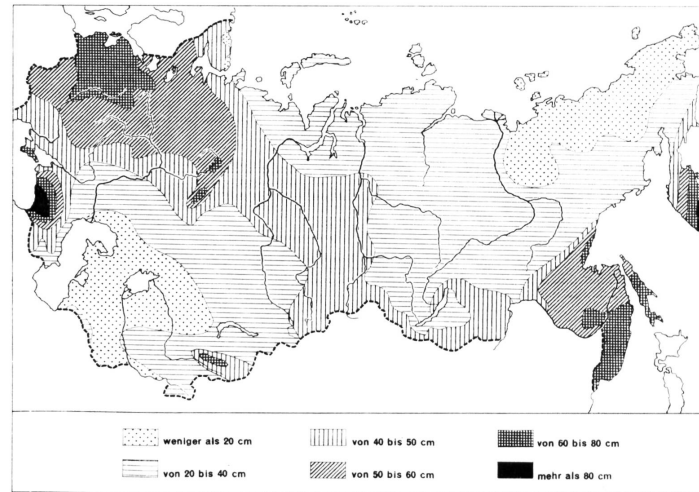 weniger als 20 cm
von 40 bis 50 cm
von 60 bis 80 cm
von 20 bis 40 cm
von 50 bis 60 cm
mehr als 80 cm